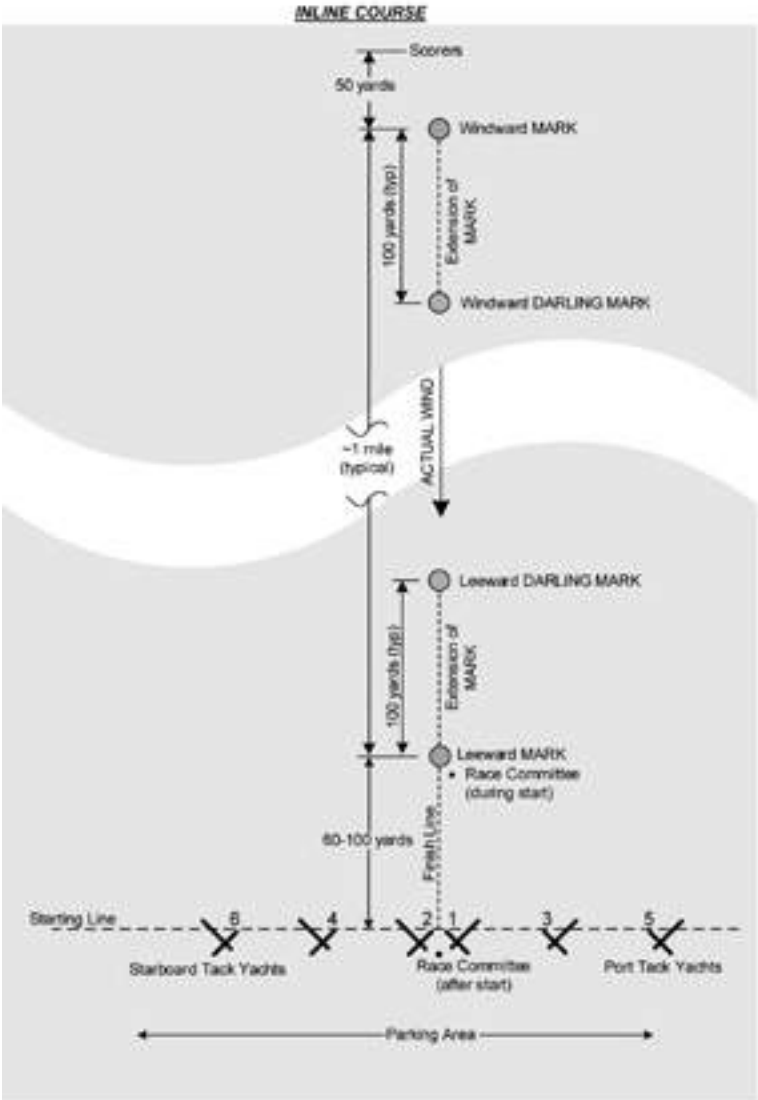 INLINE COURSE
Scorers
50 yards
Windward MARK
100 yards (typ)
Extension of
MARK
Windward DARLING MARK
ACTUAL WIND
~1 mile
(typical)
Leeward DARLING MARK
100 yards (typ)
Extension of
MARK
Leeward MARK
• Race Committee
(during start)
60-100 yards
Finish Line
Starting Line
6 4 2 1 3 5
Starboard Tack Yachts
Race Committee
(after start)
Port Tack Yachts
Parking Area